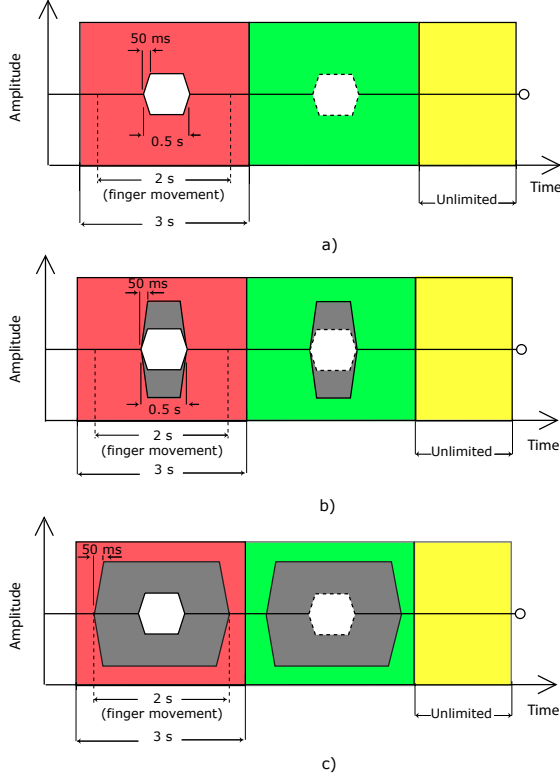 Amplitude
50 ms
0.5 s
2 s
(finger movement)
3 s
Unlimited
Time
a)
Amplitude
50 ms
0.5 s
2 s
(finger movement)
3 s
Unlimited
Time
b)
Amplitude
50 ms
2 s
(finger movement)
3 s
Unlimited
Time
c)